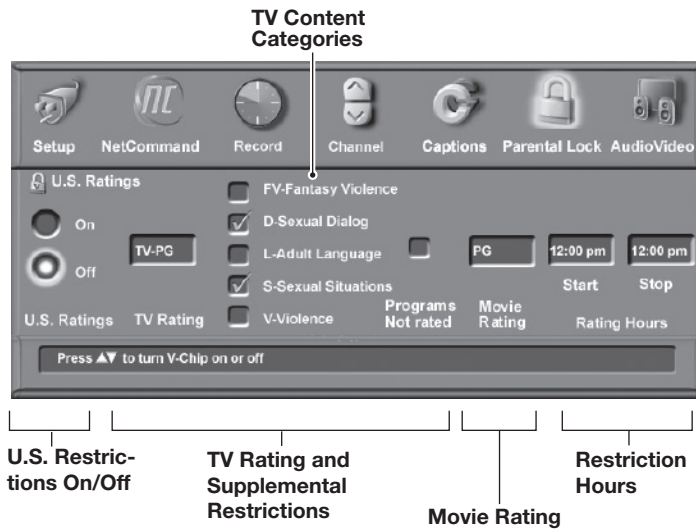 TV Content
Categories
Setup NetCommand Record Channel Captions Parental Lock AudioVideo
U.S. Ratings
On
Off
U.S. Ratings
TV-PG
TV Rating
FV-Fantasy Violence
D-Sexual Dialog
L-Adult Language
S-Sexual Situations
V-Violence
Programs
Not rated
PG
Movie
Rating
12:00 pm 12:00 pm
Start Stop
Rating Hours
Press ▲▼ to turn V-Chip on or off
U.S. Restric-
tions On/Off
TV Rating and
Supplemental
Restrictions
Movie Rating
Restriction
Hours